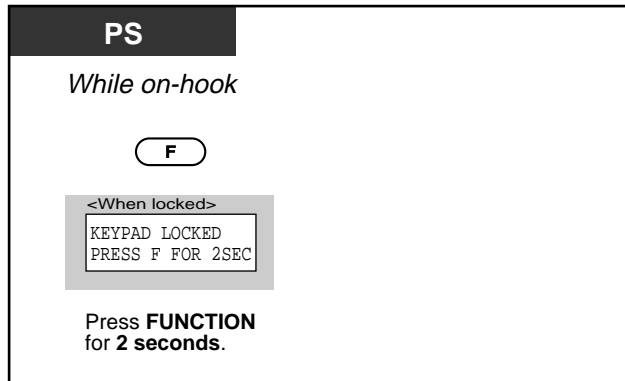 PS
While on-hook
F
<When locked>
KEYPAD LOCKED
PRESS F FOR 2SEC
Press FUNCTION
for 2 seconds.